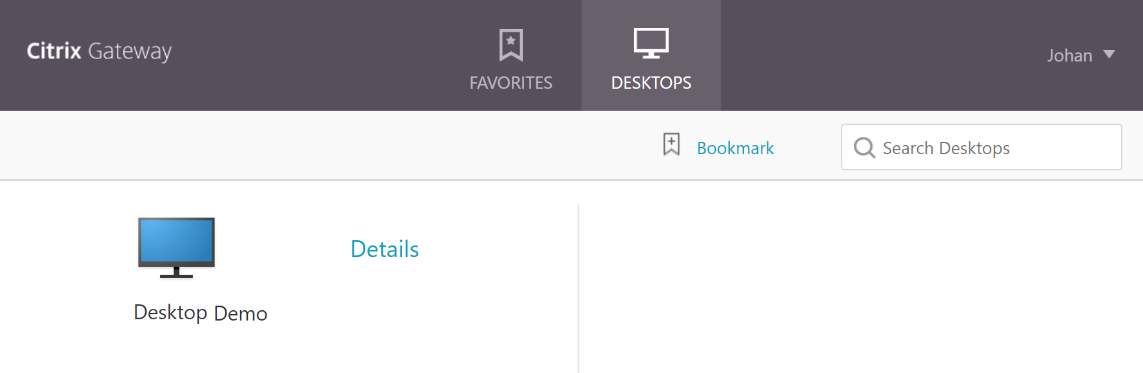 Citrix Gateway
FAVORITES
DESKTOPS
Johan
Bookmark
Search Desktops
Details
Desktop Demo